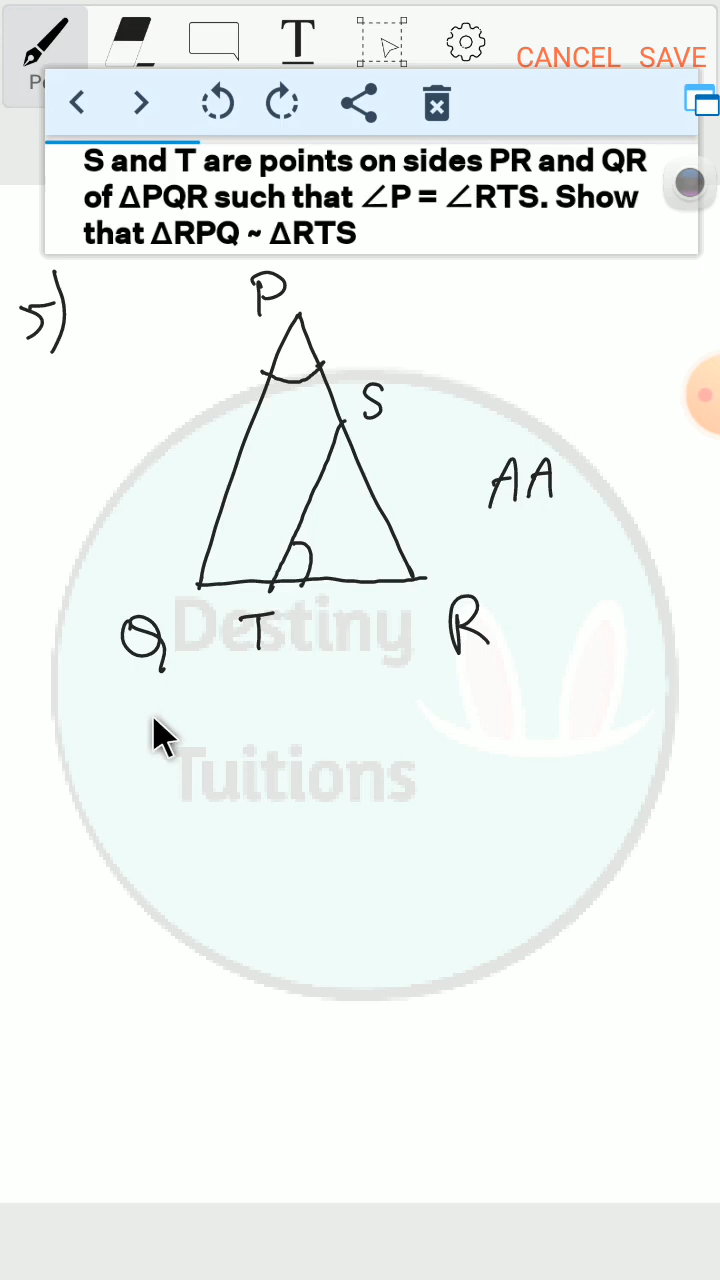 CANCEL SAVE
S and T are points on sides PR and QR
of ΔPQR such that ∠P = ∠RTS. Show
that ΔRPQ ~ ΔRTS
5)
P
S
AA
Q T R
Destiny
Tuitions